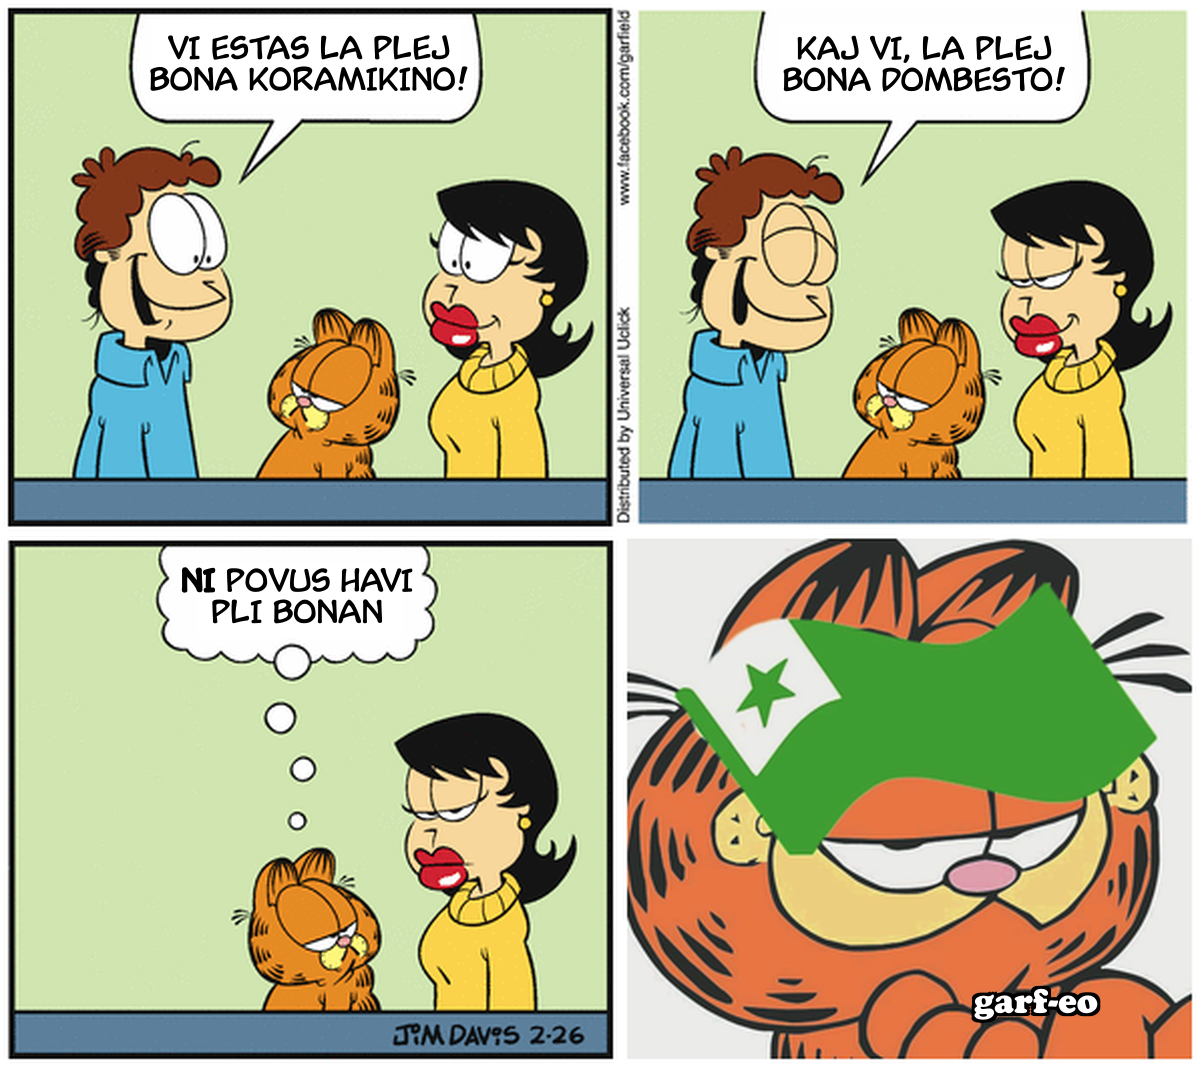 VI ESTAS LA PLEJ
BONA KORAMIKINO!
www.facebook.com/garfield
Distributed by Universal Uclick
KAJ VI, LA PLEJ
BONA DOMBESTO!
NI POVUS HAVI
PLI BONAN
JIM DAVIS 2-26
garf-eo